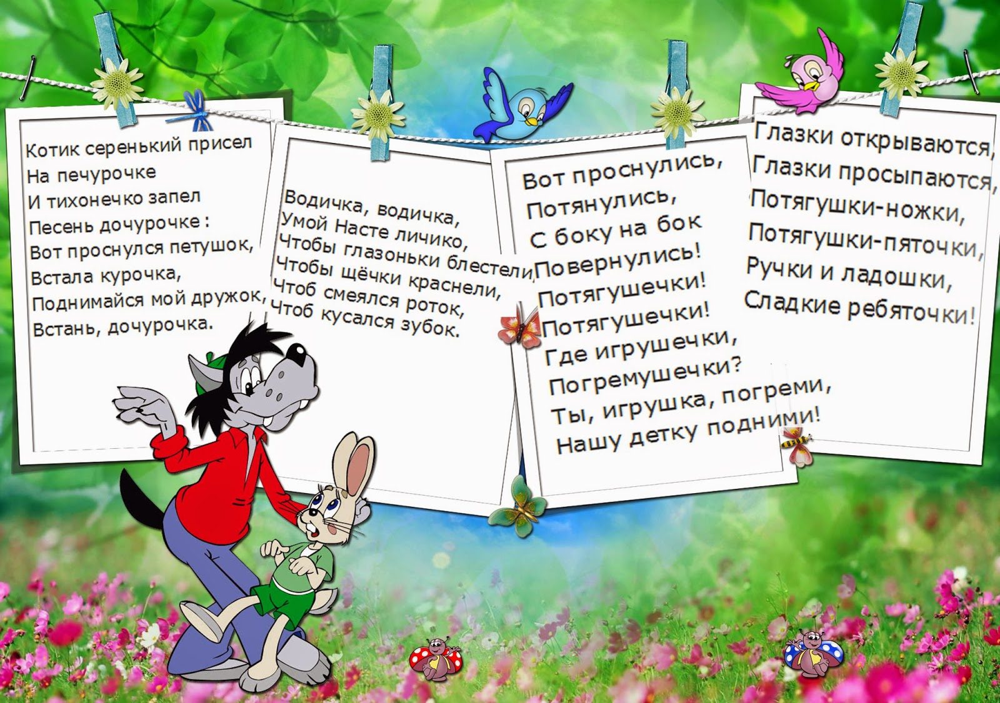 Котик серенький присел
На печурочке
И тихонечко запел
Песень дочурочке :
Вот проснулся петушок,
Встала курочка,
Поднимайся мой дружок,
Встань, дочурочка.
Водичка, водичка,
Умой Насте личико,
Чтобы глазоньки блестели,
Чтобы щёчки краснели,
Чтоб смеялся роток,
Чтоб кусался зубок.
Вот проснулись,
Потянулись,
С боку на бок
Повернулись!
Потягушечки!
Потягушечки!
Где игрушечки,
Погремушечки?
Ты, игрушка, погреми,
Нашу детку подними!
Глазки открываются,
Глазки просыпаются,
Потягушки-ножки,
Потягушки-пяточки,
Ручки и ладошки,
Сладкие ребяточки!